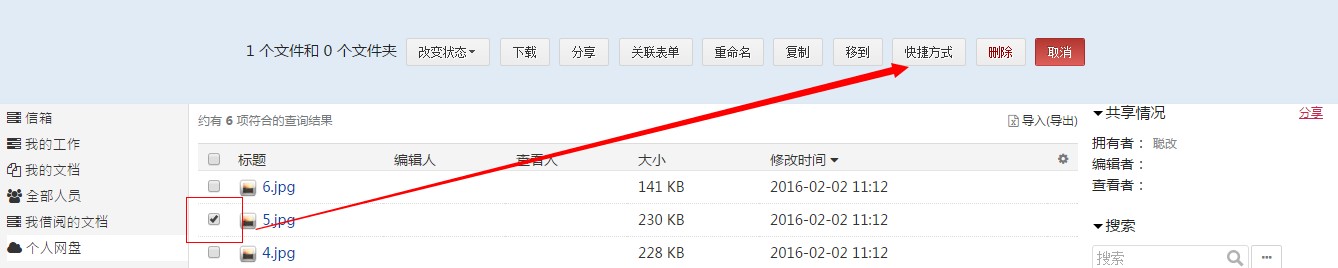 1 个文件和 0 个文件夹 改变状态 下载 分享 关联表单 重命名 复制 移到 快捷方式 删除 取消
信箱
我的工作
我的文档
全部人员
我借阅的文档
个人网盘
约有 6 项符合的查询结果 导入(导出)
标题 编辑人 查看人 大小 修改时间
6.jpg 141 KB 2016-02-02 11:12
5.jpg 230 KB 2016-02-02 11:12
4.jpg 228 KB 2016-02-02 11:12
共享情况 分享
拥有者： 聪改
编辑者：
查看者：
搜索
搜索